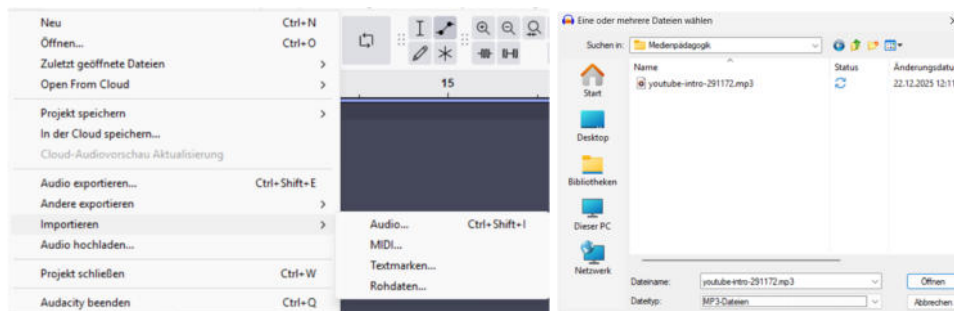 Neu Ctrl+N
Öffnen... Ctrl+O
Zuletzt geöffnete Dateien >
Open From Cloud >
Projekt speichern >
In der Cloud speichern...
Cloud-Audiovorschau Aktualisierung
Audio exportieren... Ctrl+Shift+E
Andere exportieren >
Importieren >
Audio hochladen...
Projekt schließen Ctrl+W
Audacity beenden Ctrl+Q
15
Audio... Ctrl+Shift+I
MIDI...
Textmarken...
Rohdaten...
Eine oder mehrere Dateien wählen
Suchen in: Medienpädagogik
Name Status Änderungsdatu
youtube-intro-291172.mp3 22.12.2025 12:11
Start
Desktop
Bibliotheken
Dieser PC
Netzwerk
Dateiname: youtube-intro-291172.mp3 Öffnen
Dateityp: MP3-Dateien Abbrechen